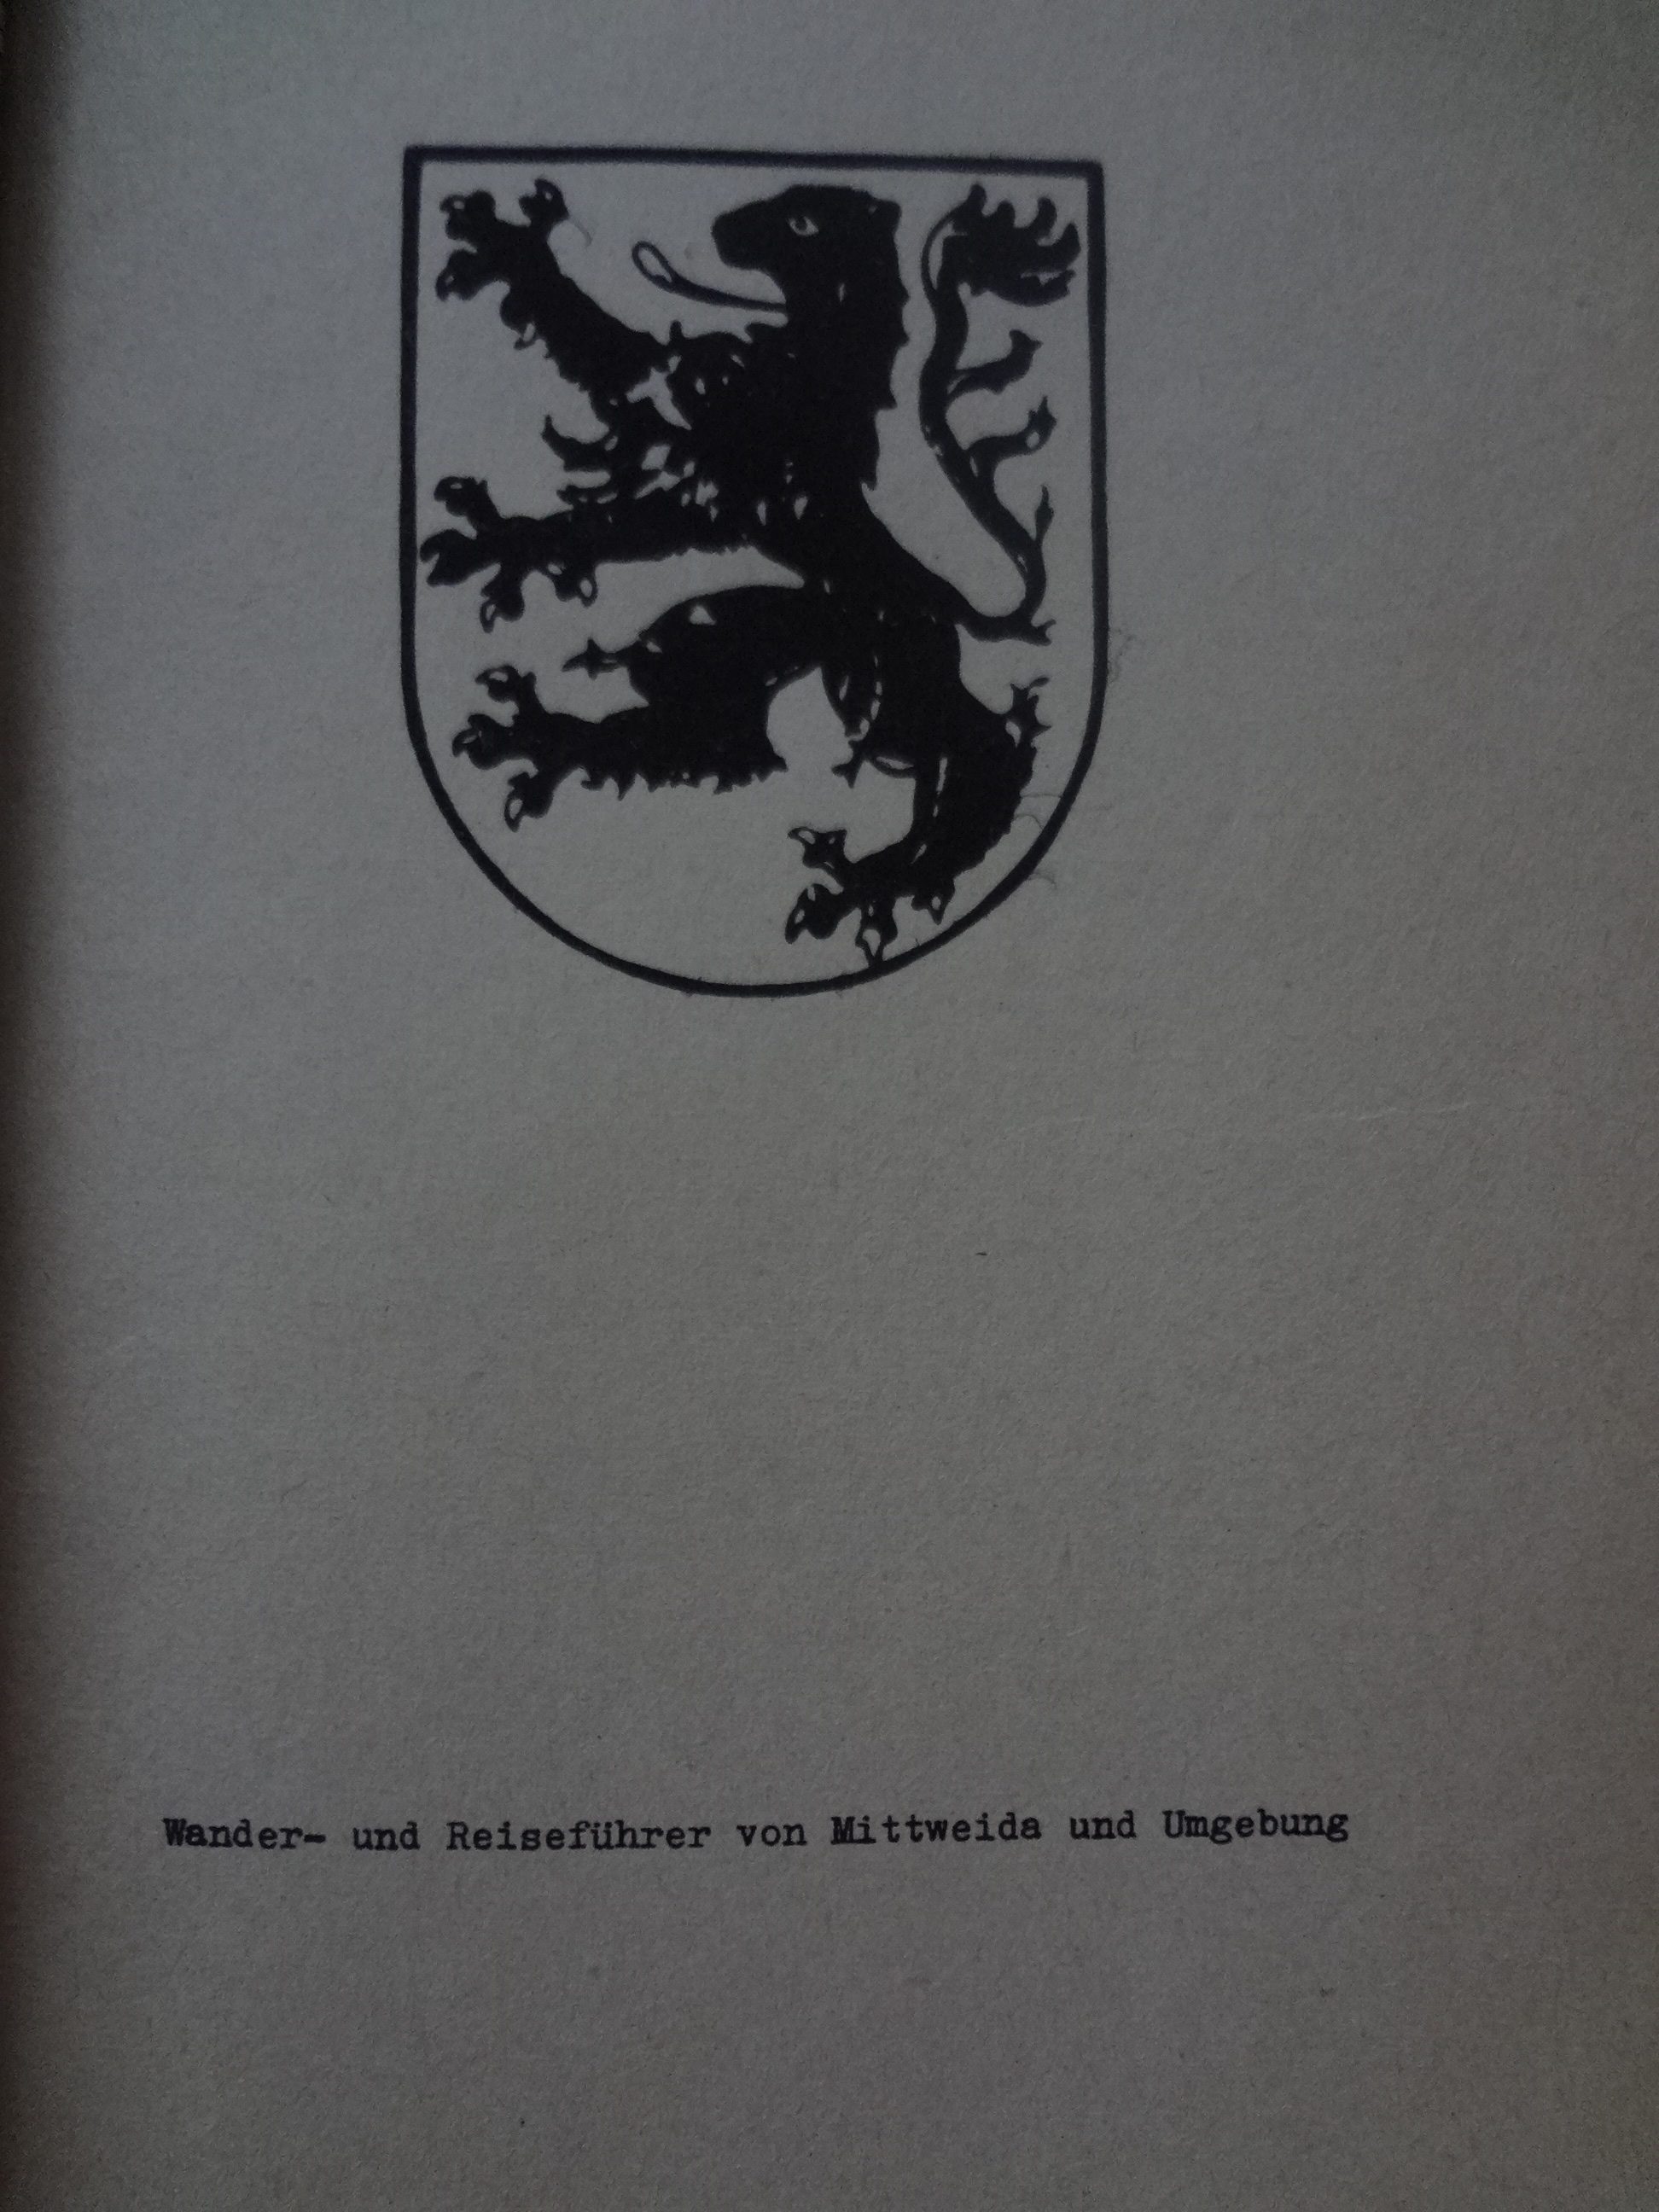 Wander- und Reiseführer von Mittweida und Umgebung